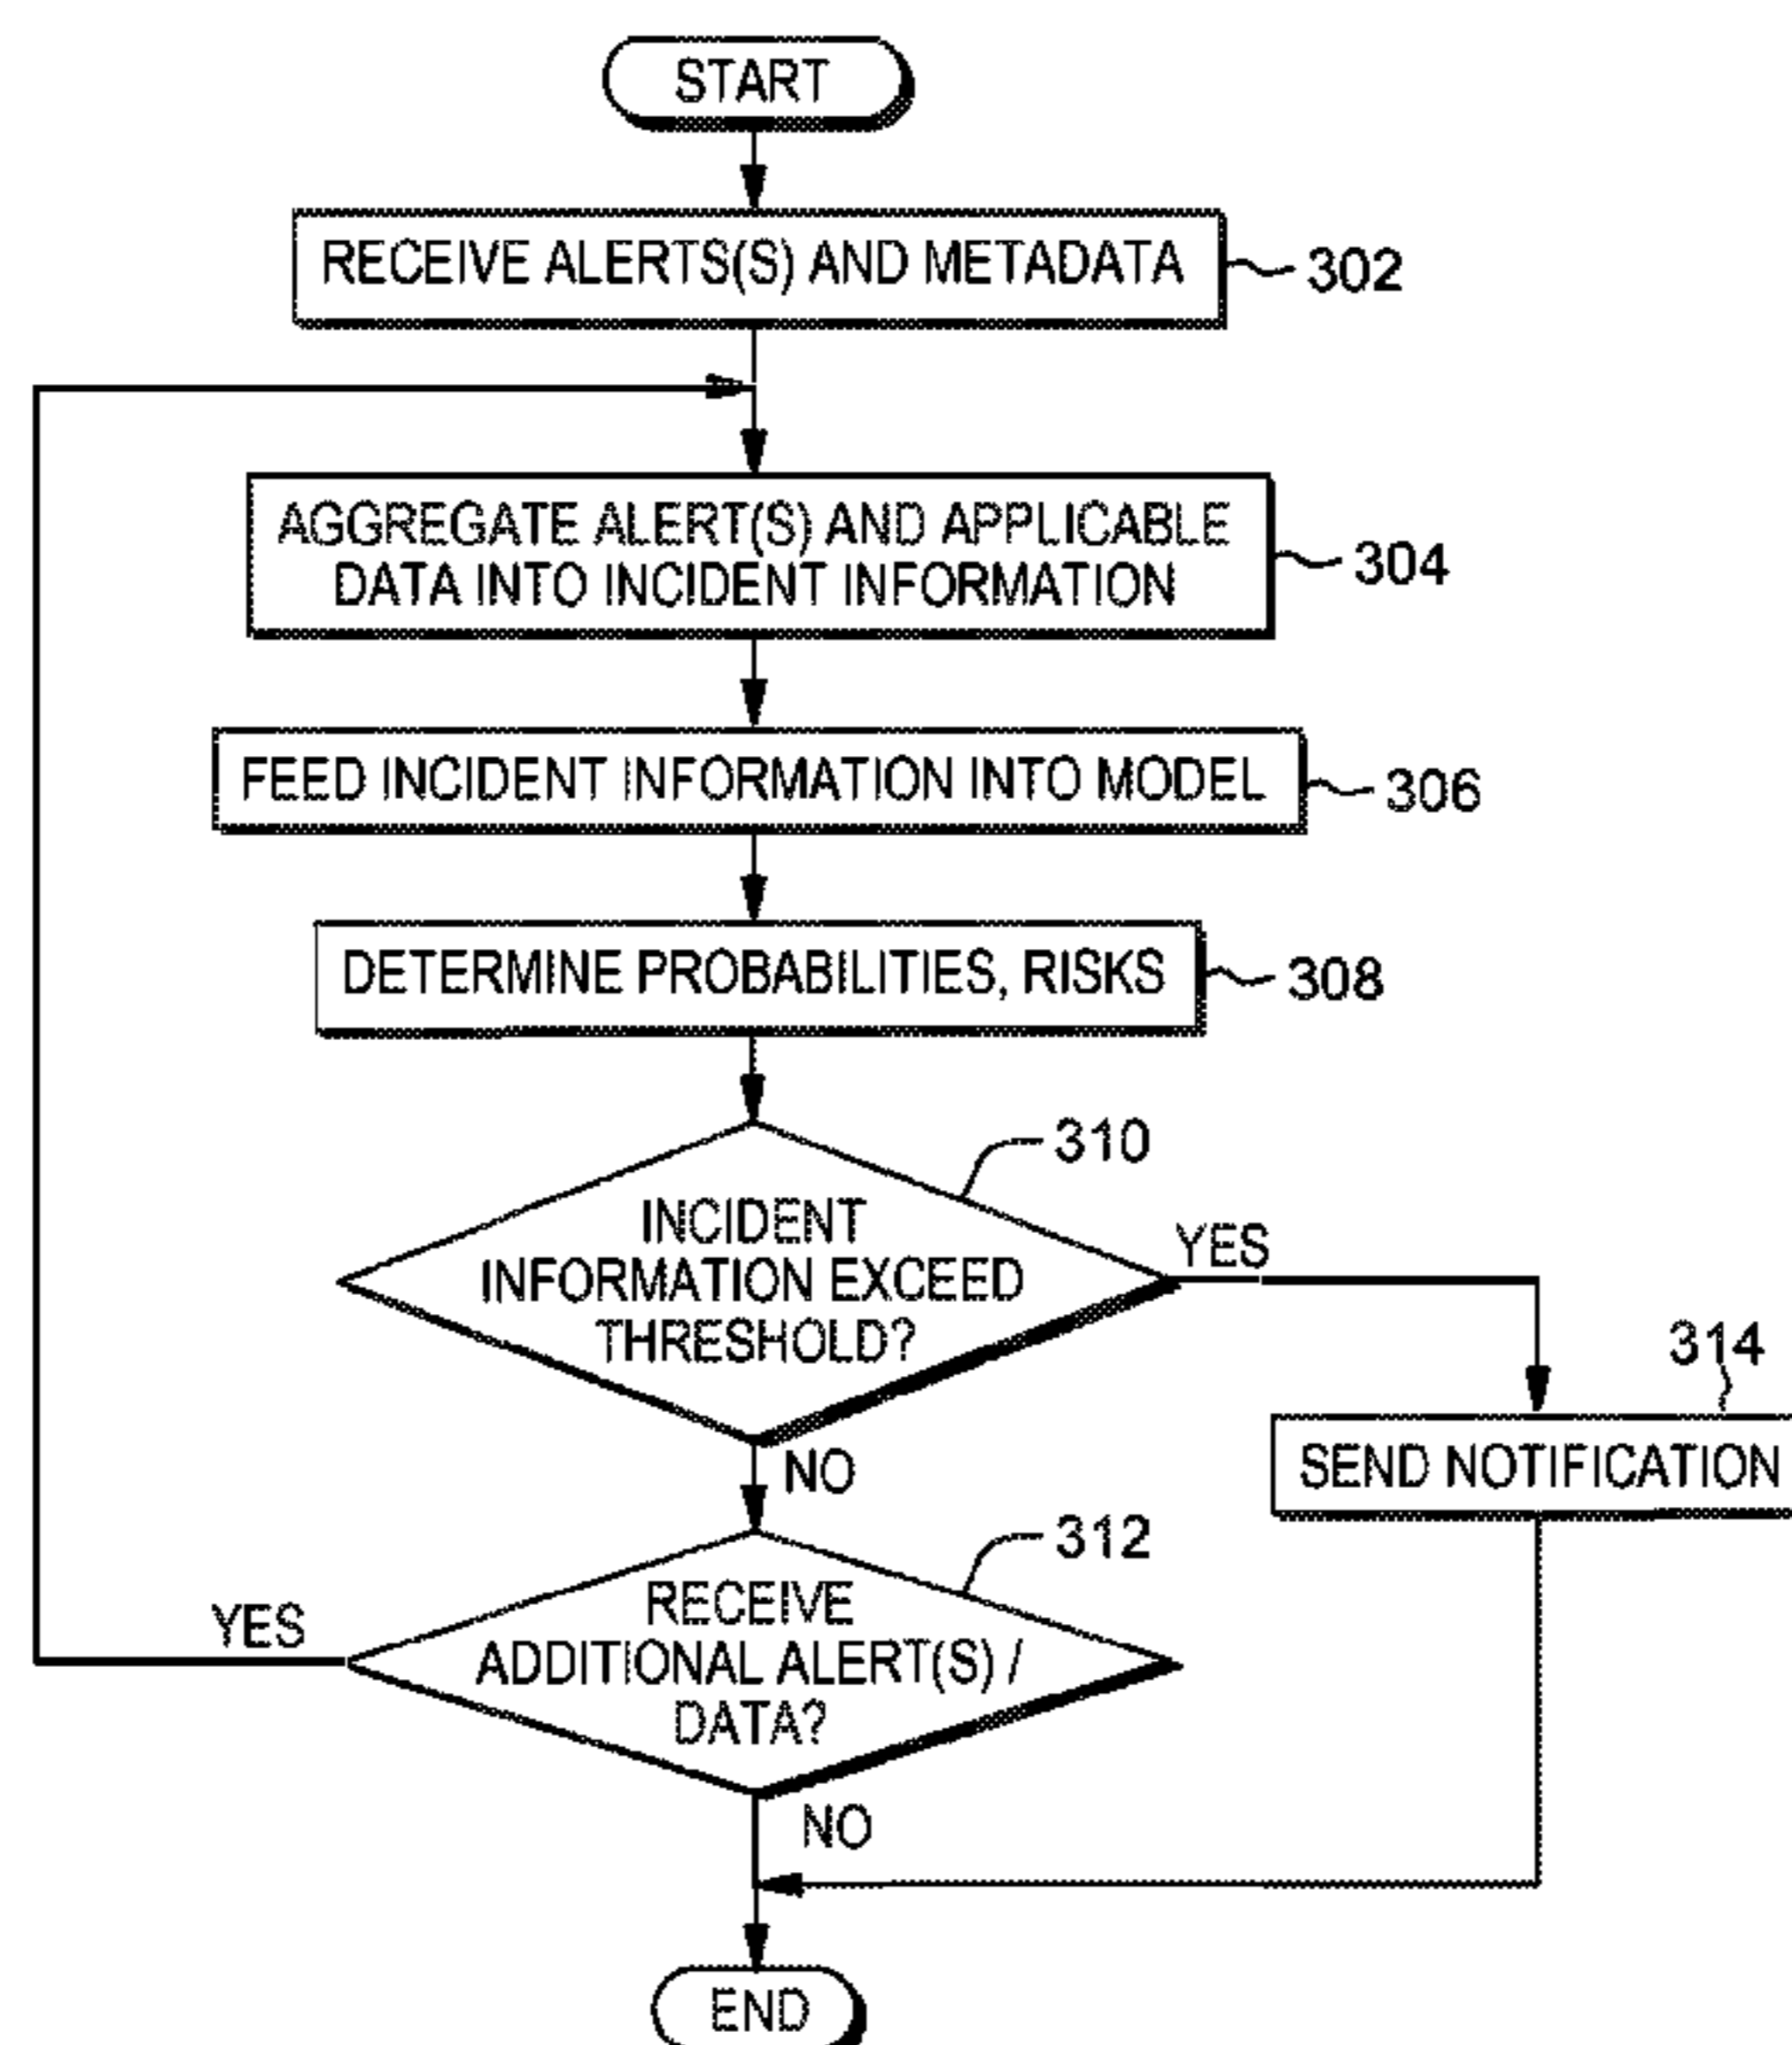 START
RECEIVE ALERTS(S) AND METADATA
302
AGGREGATE ALERT(S) AND APPLICABLE
DATA INTO INCIDENT INFORMATION
304
FEED INCIDENT INFORMATION INTO MODEL
306
DETERMINE PROBABILITIES, RISKS
308
310
INCIDENT
INFORMATION EXCEED
THRESHOLD?
YES
314
SEND NOTIFICATION
NO
312
RECEIVE
ADDITIONAL ALERT(S) /
DATA?
YES
NO
END